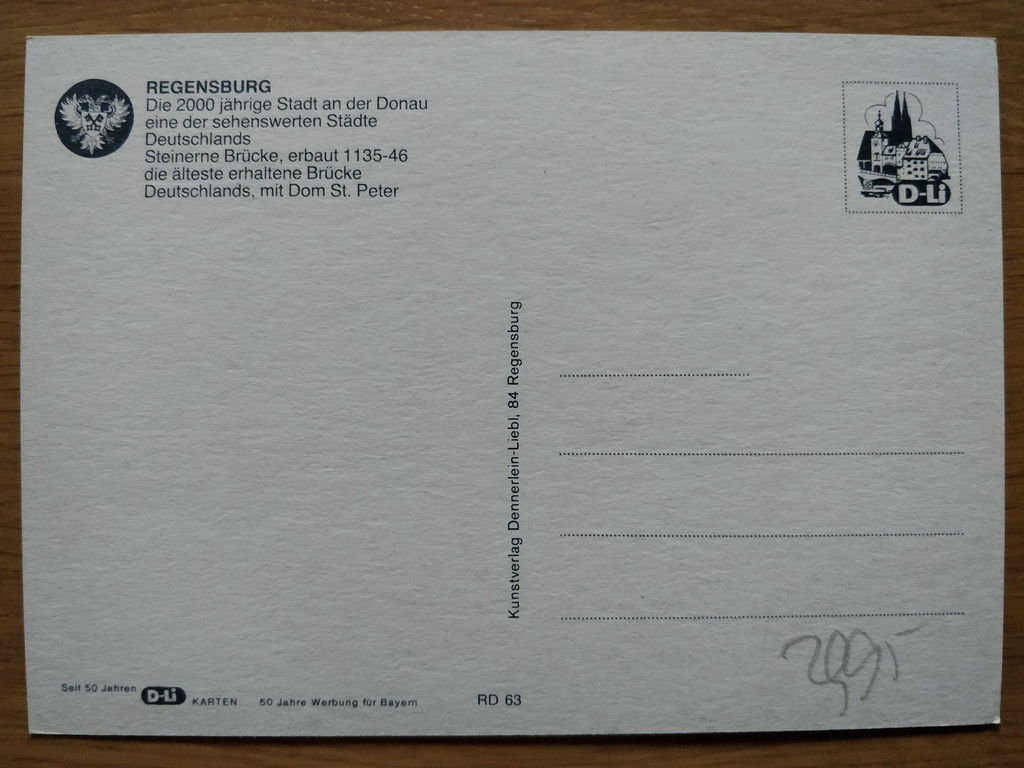 REGENSBURG
Die 2000 jährige Stadt an der Donau
eine der sehenswerten Städte
Deutschlands
Steinerne Brücke, erbaut 1135-46
die älteste erhaltene Brücke
Deutschlands, mit Dom St. Peter
D-Li
Kunstverlag Dennerlein-Liebl, 84 Regensburg
Seit 50 Jahren D-Li KARTEN 50 Jahre Werbung für Bayern
RD 63